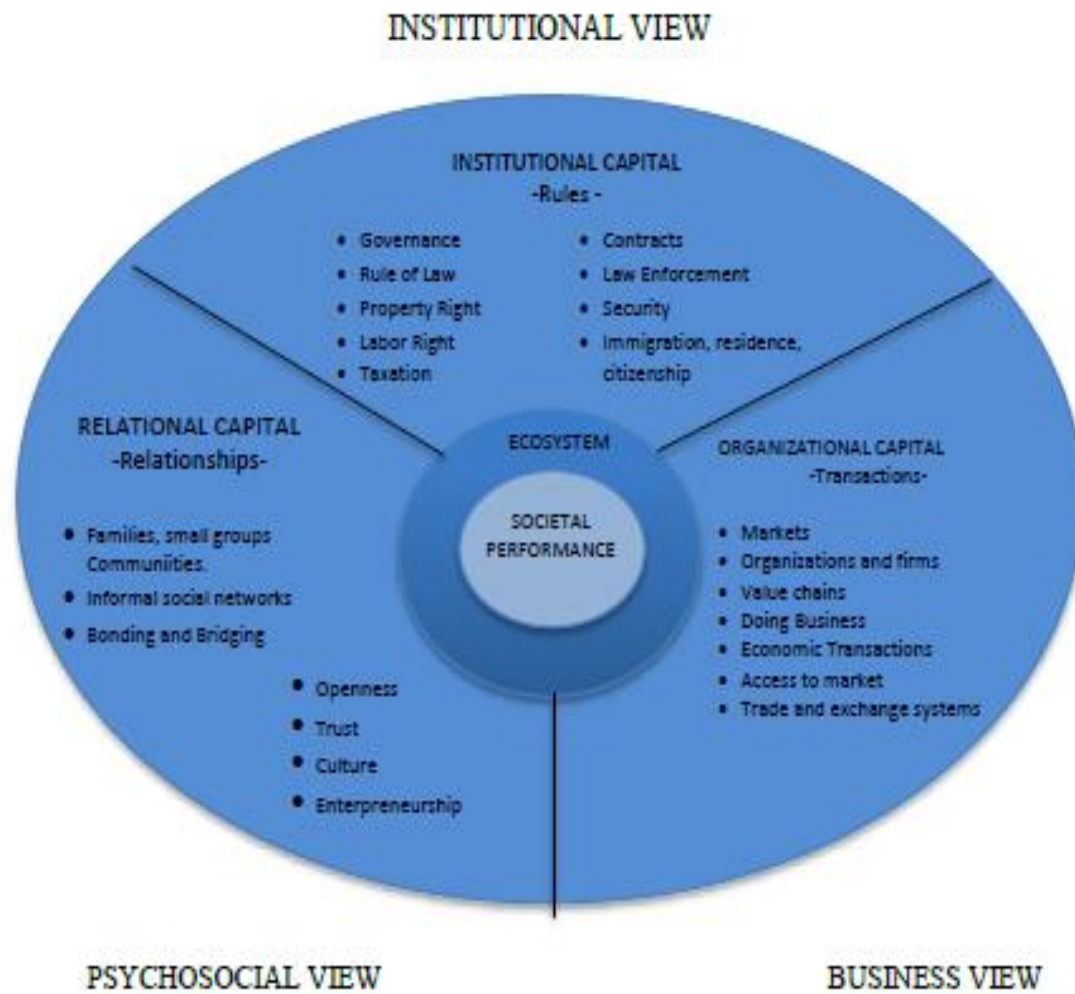 INSTITUTIONAL VIEW
INSTITUTIONAL CAPITAL
-Rules -
• Governance
• Rule of Law
• Property Right
• Labor Right
• Taxation
• Contracts
• Law Enforcement
• Security
• Immigration, residence,
citizenship
RELATIONAL CAPITAL
-Relationships-
• Families, small groups
Communiities.
• Informal social networks
• Bonding and Bridging
• Openness
• Trust
• Culture
• Enterpreneurship
ECOSYSTEM
SOCIETAL
PERFORMANCE
ORGANIZATIONAL CAPITAL
-Transactions-
• Markets
• Organizations and firms
• Value chains
• Doing Business
• Economic Transactions
• Access to market
• Trade and exchange systems
PSYCHOSOCIAL VIEW
BUSINESS VIEW